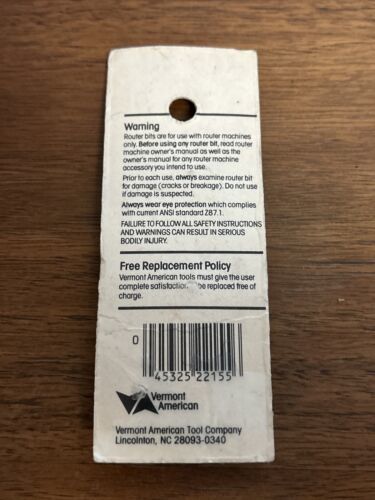 Warning
Router bits are for use with router machines
only. Before using any router bit, read router
machine owner's manual as well as the
owner's manual for any router machine
accessory you intend to use.
Prior to each use, always examine router bit
for damage (cracks or breakage). Do not use
if damage is suspected.
Always wear eye protection which complies
with current ANSI standard Z87.1.
FAILURE TO FOLLOW ALL SAFETY INSTRUCTIONS
AND WARNINGS CAN RESULT IN SERIOUS
BODILY INJURY.
Free Replacement Policy
Vermont American tools must give the user
complete satisfaction be replaced free of
charge.
0
45325 22155
Vermont
American
Vermont American Tool Company
Lincolnton, NC 28093-0340